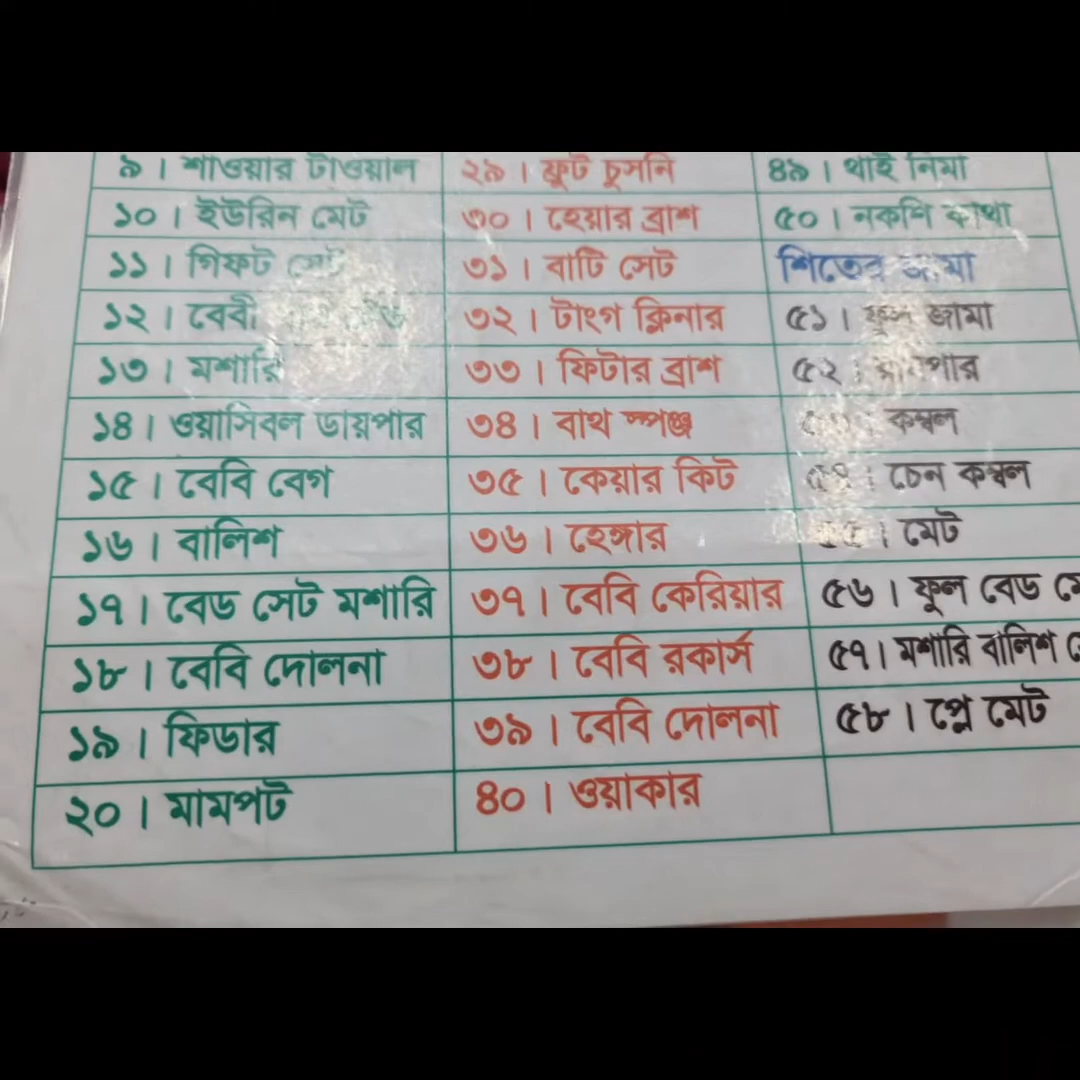 ৯। শাওয়ার টাওয়াল
১০। ইউরিন মেট
১১। গিফট সেট
১২। বেবী
১৩। মশারি
১৪। ওয়াসিবল ডায়পার
১৫। বেবি বেগ
১৬। বালিশ
১৭। বেড সেট মশারি
১৮। বেবি দোলনা
১৯। ফিডার
২০। মামপট
২৯। ফ্রুট চুসনি
৩০। হেয়ার ব্রাশ
৩১। বাটি সেট
৩২। টাংগ ক্লিনার
৩৩। ফিটার ব্রাশ
৩৪। বাথ স্পঞ্জ
৩৫। কেয়ার কিট
৩৬। হেঙ্গার
৩৭। বেবি কেরিয়ার
৩৮। বেবি রকার্স
৩৯। বেবি দোলনা
৪০। ওয়াকার
৪৯। থাই নিমা
৫০। নকশি কাথা
শিতের জামা
৫১। ফুল জামা
৫২।
কম্বল
৫৪। চেন কম্বল
৫৫। মেট
৫৬। ফুল বেড
৫৭। মশারি বালিশ
৫৮। প্লে মেট